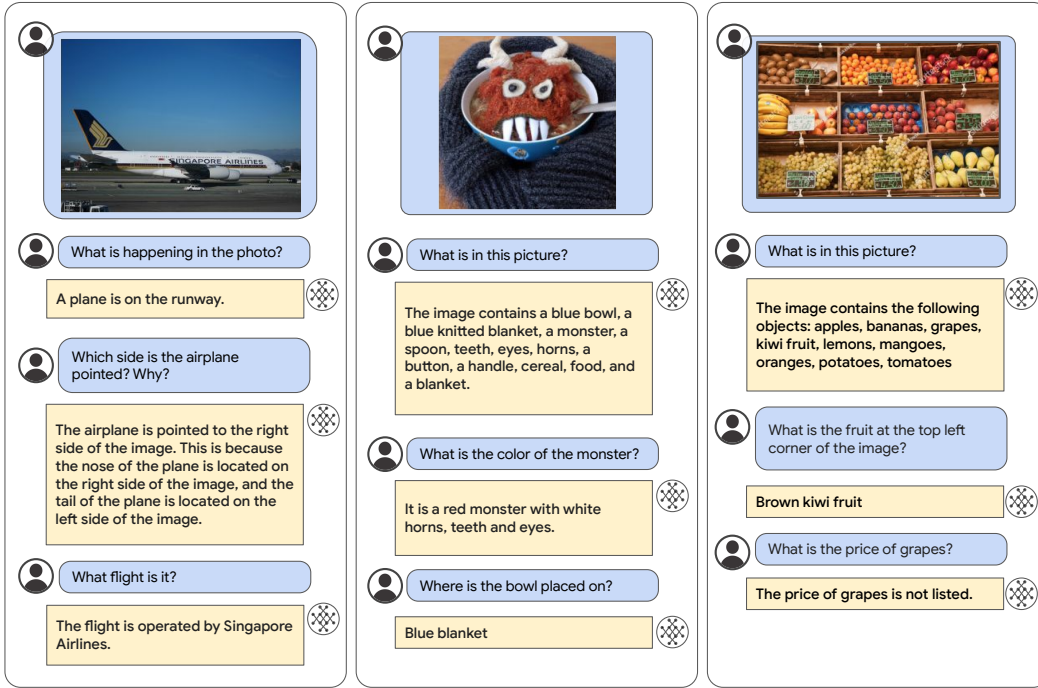 SINGAPORE AIRLINES
What is happening in the photo?
A plane is on the runway.
Which side is the airplane
pointed? Why?
The airplane is pointed to the right
side of the image. This is because
the nose of the plane is located on
the right side of the image, and the
tail of the plane is located on the
left side of the image.
What flight is it?
The flight is operated by Singapore
Airlines.
What is in this picture?
The image contains a blue bowl, a
blue knitted blanket, a monster, a
spoon, teeth, eyes, horns, a
button, a handle, cereal, food, and
a blanket.
What is the color of the monster?
It is a red monster with white
horns, teeth and eyes.
Where is the bowl placed on?
Blue blanket
What is in this picture?
The image contains the following
objects: apples, bananas, grapes,
kiwi fruit, lemons, mangoes,
oranges, potatoes, tomatoes
What is the fruit at the top left
corner of the image?
Brown kiwi fruit
What is the price of grapes?
The price of grapes is not listed.